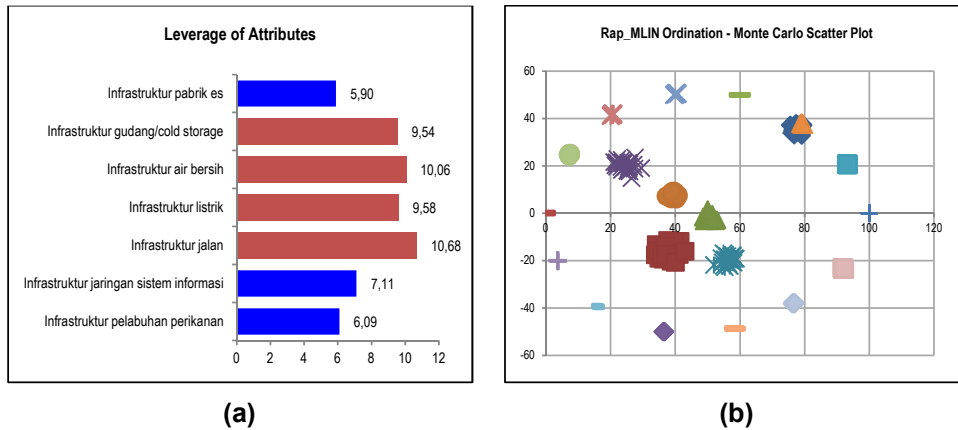 Leverage of Attributes
Infrastruktur pabrik es 5,90
Infrastruktur gudang/cold storage 9,54
Infrastruktur air bersih 10,06
Infrastruktur listrik 9,58
Infrastruktur jalan 10,68
Infrastruktur jaringan sistem informasi 7,11
Infrastruktur pelabuhan perikanan 6,09
0 2 4 6 8 10 12
(a)
Rap_MLIN Ordination - Monte Carlo Scatter Plot
60
40
20
0
-20
-40
-60
0 20 40 60 80 100 120
(b)